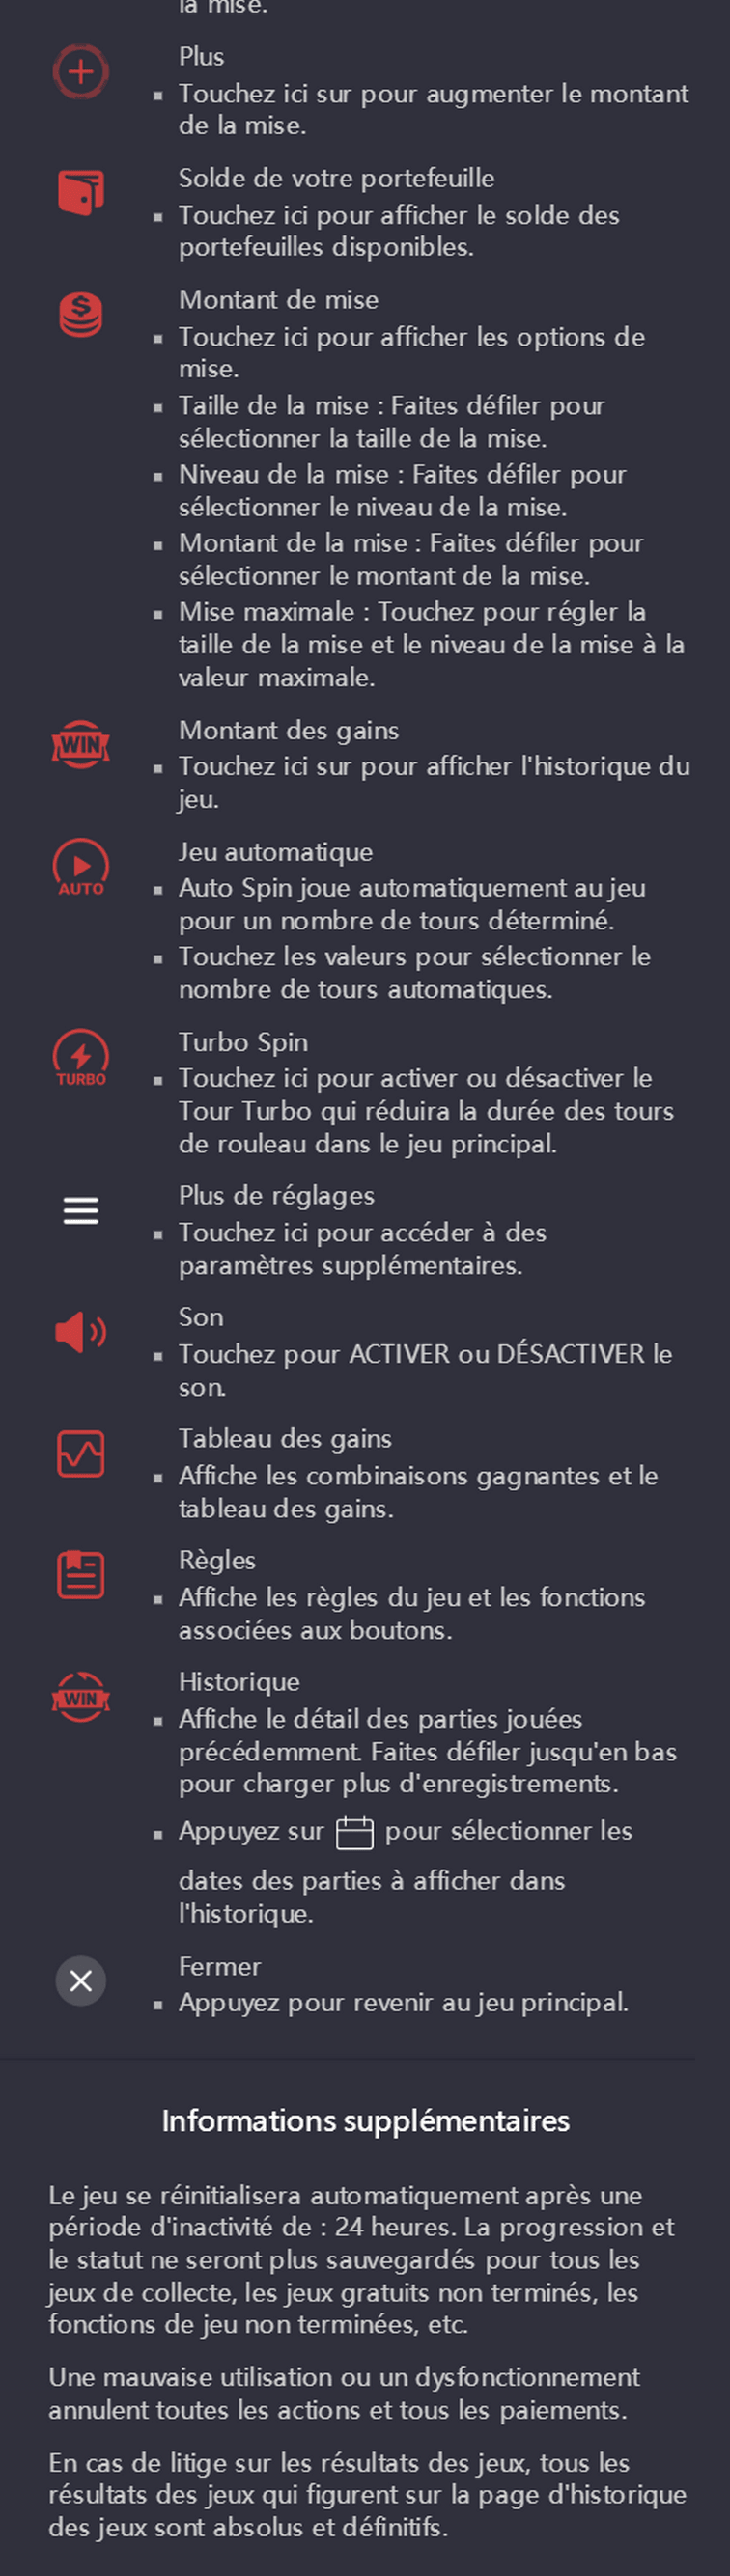 la mise.
Plus
Touchez ici sur pour augmenter le montant
de la mise.
Solde de votre portefeuille
Touchez ici pour afficher le solde des
portefeuilles disponibles.
Montant de mise
Touchez ici pour afficher les options de
mise.
Taille de la mise : Faites défiler pour
sélectionner la taille de la mise.
Niveau de la mise : Faites défiler pour
sélectionner le niveau de la mise.
Montant de la mise : Faites défiler pour
sélectionner le montant de la mise.
Mise maximale : Touchez pour régler la
taille de la mise et le niveau de la mise à la
valeur maximale.
WIN
Montant des gains
Touchez ici sur pour afficher l'historique du
jeu.
AUTO
Jeu automatique
Auto Spin joue automatiquement au jeu
pour un nombre de tours déterminé.
Touchez les valeurs pour sélectionner le
nombre de tours automatiques.
TURBO
Turbo Spin
Touchez ici pour activer ou désactiver le
Tour Turbo qui réduira la durée des tours
de rouleau dans le jeu principal.
Plus de réglages
Touchez ici pour accéder à des
paramètres supplémentaires.
Son
Touchez pour ACTIVER ou DÉSACTIVER le
son.
Tableau des gains
Affiche les combinaisons gagnantes et le
tableau des gains.
Règles
Affiche les règles du jeu et les fonctions
associées aux boutons.
WIN
Historique
Affiche le détail des parties jouées
précédemment. Faites défiler jusqu'en bas
pour charger plus d'enregistrements.
Appuyez sur pour sélectionner les
dates des parties à afficher dans
l'historique.
Fermer
Appuyez pour revenir au jeu principal.
Informations supplémentaires
Le jeu se réinitialisera automatiquement après une
période d'inactivité de : 24 heures. La progression et
le statut ne seront plus sauvegardés pour tous les
jeux de collecte, les jeux gratuits non terminés, les
fonctions de jeu non terminées, etc.
Une mauvaise utilisation ou un dysfonctionnement
annulent toutes les actions et tous les paiements.
En cas de litige sur les résultats des jeux, tous les
résultats des jeux qui figurent sur la page d'historique
des jeux sont absolus et définitifs.